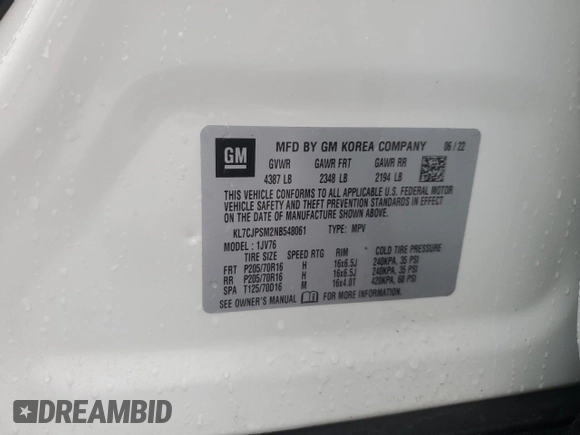 GM MFD BY GM KOREA COMPANY 06 / 22
GVWR GAWR FRT GAWR RR
4387 LB 2348 LB 2194 LB
THIS VEHICLE CONFORMS TO ALL APPLICABLE U.S. FEDERAL MOTOR
VEHICLE SAFETY, BUMPER, AND THEFT PREVENTION STANDARDS IN
EFFECT ON THE DATE OF MANUFACTURE SHOWN ABOVE.
KL7CJPSM2NB548061 TYPE: MPV
MODEL: 1JV76
TIRE SIZE SPEED RTG RIM COLD TIRE PRESSURE
FRT P205/70R16 H 16x6.5J 240KPA, 35 PSI
RR P205/70R16 H 16x6.5J 240KPA, 35 PSI
SPA T125/70D16 M 16x4.0T 420KPA, 60 PSI
SEE OWNER'S MANUAL FOR MORE INFORMATION.
DREAMBID